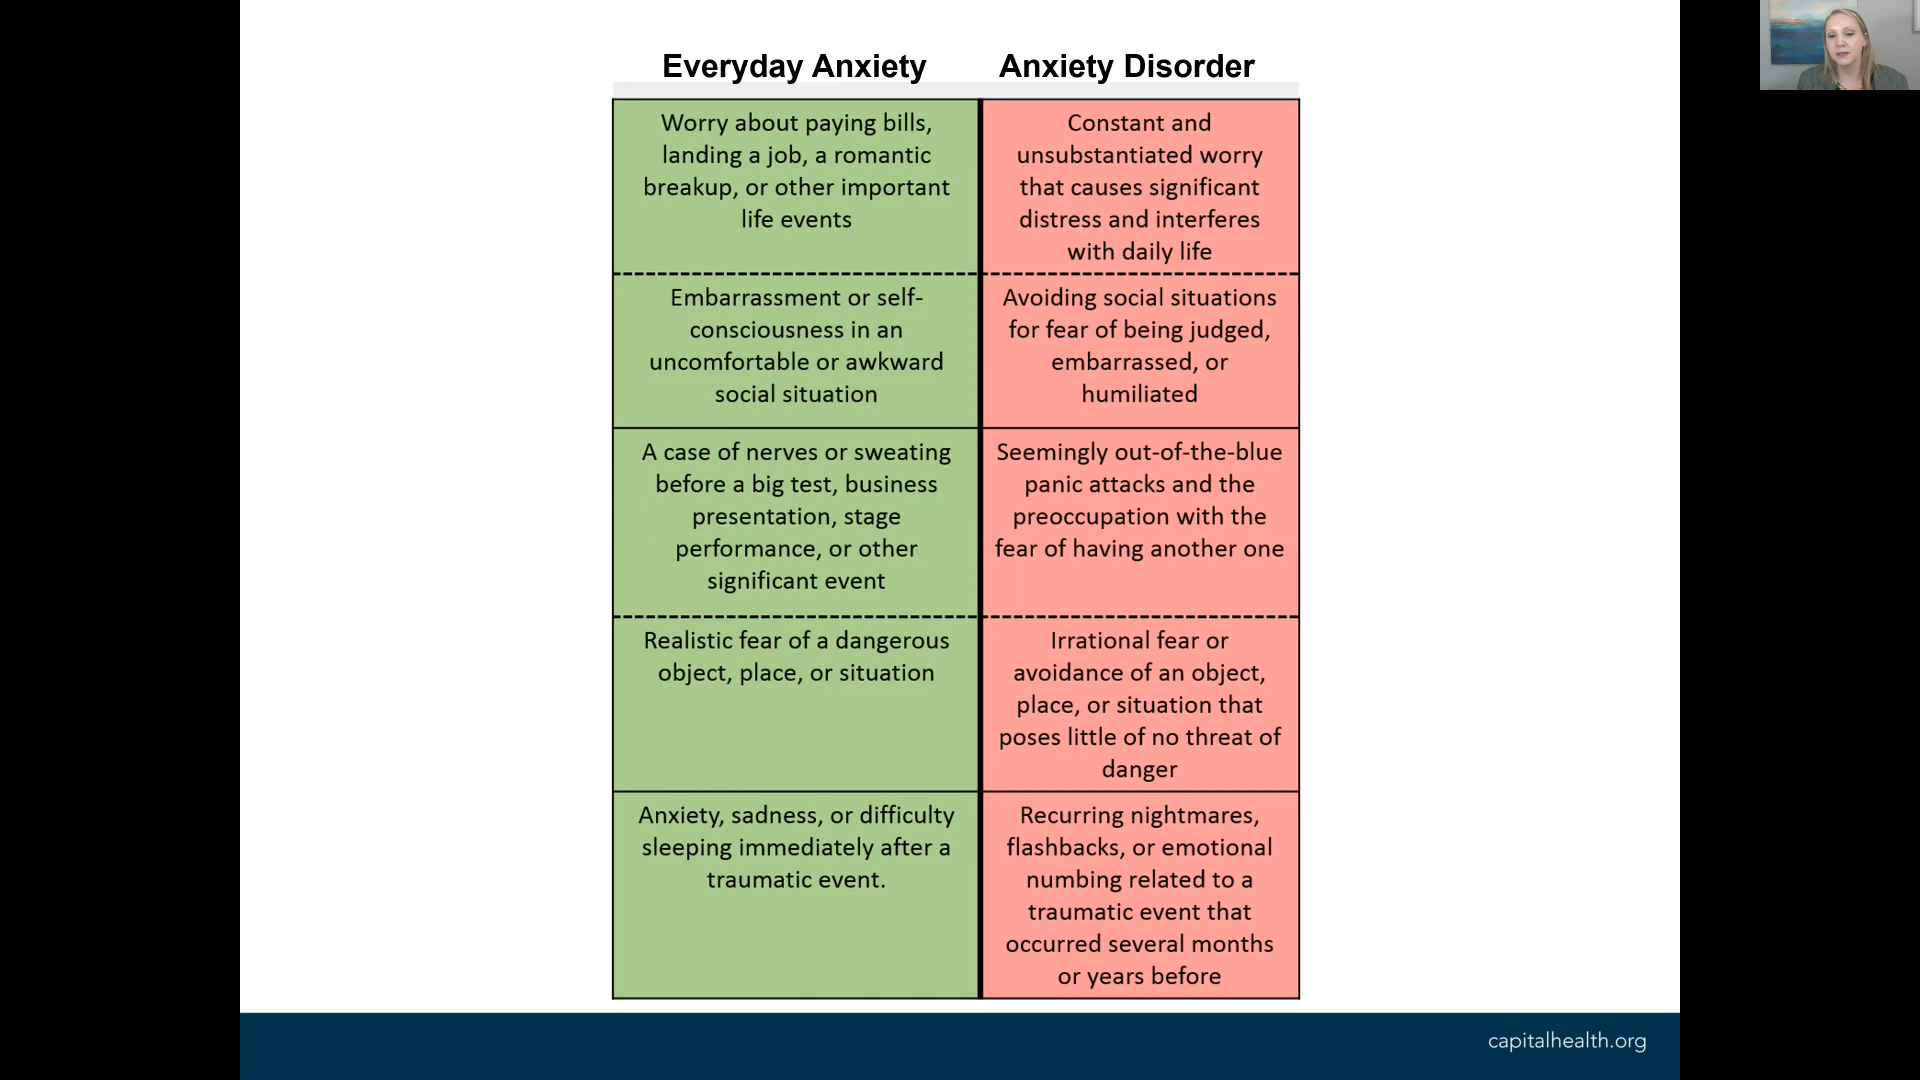 Everyday Anxiety
Anxiety Disorder
Worry about paying bills,
landing a job, a romantic
breakup, or other important
life events
Constant and
unsubstantiated worry
that causes significant
distress and interferes
with daily life
Embarrassment or self-
consciousness in an
uncomfortable or awkward
social situation
Avoiding social situations
for fear of being judged,
embarrassed, or
humiliated
A case of nerves or sweating
before a big test, business
presentation, stage
performance, or other
significant event
Seemingly out-of-the-blue
panic attacks and the
preoccupation with the
fear of having another one
Realistic fear of a dangerous
object, place, or situation
Irrational fear or
avoidance of an object,
place, or situation that
poses little of no threat of
danger
Anxiety, sadness, or difficulty
sleeping immediately after a
traumatic event.
Recurring nightmares,
flashbacks, or emotional
numbing related to a
traumatic event that
occurred several months
or years before
capitalhealth.org